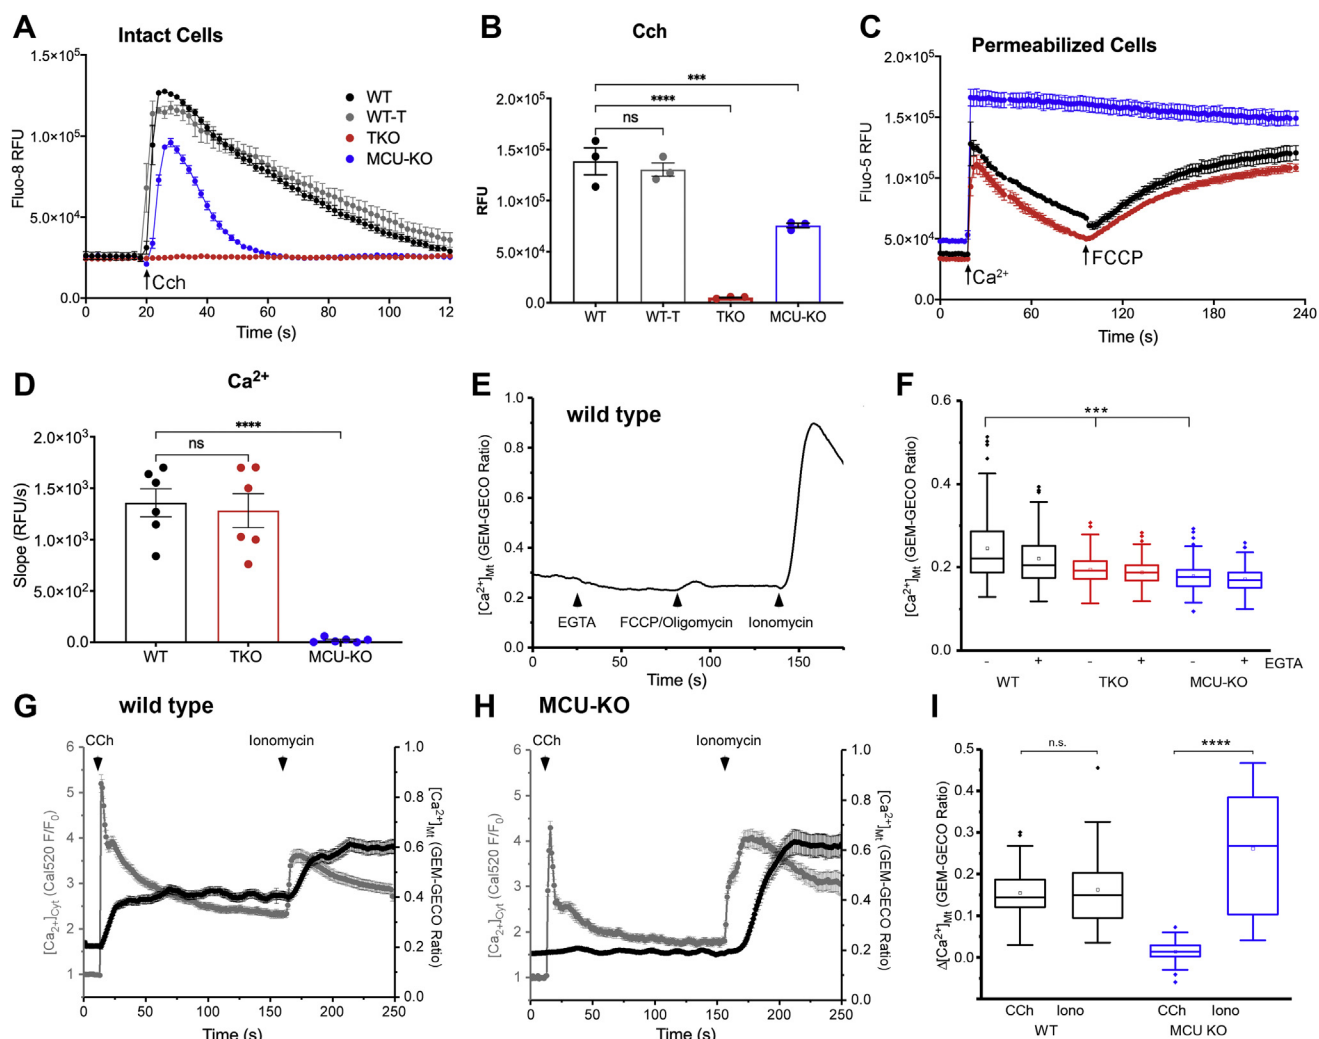 A
Intact Cells
Fluo-8 RFU
1.5×10⁵
1.0×10⁵
5.0×10⁴
0.0
WT
WT-T
TKO
MCU-KO
Cch
0 20 40 60 80 100 12
Time (s)
B
Cch
RFU
2.0×10⁵
1.5×10⁵
1.0×10⁵
5.0×10⁴
0.0
***
****
ns
WT WT-T TKO MCU-KO
C
Permeabilized Cells
Fluo-5 RFU
2.0×10⁵
1.5×10⁵
1.0×10⁵
5.0×10⁴
0.0
Ca²⁺
FCCP
0 60 120 180 240
Time (s)
D
Ca²⁺
Slope (RFU/s)
2.0×10³
1.5×10³
1.0×10³
5.0×10²
0.0
****
ns
WT TKO MCU-KO
E
wild type
[Ca²⁺]Mt (GEM-GECO Ratio)
1.0
0.8
0.6
0.4
0.2
0.0
EGTA FCCP/Oligomycin Ionomycin
0 50 100 150
Time (s)
F
[Ca²⁺]Mt (GEM-GECO Ratio)
0.6
0.4
0.2
0.0
***
- + - + - + EGTA
WT TKO MCU-KO
G
wild type
CCh Ionomycin
[Ca2+]Cyt (Cal520 F/F0)
6
5
4
3
2
1
1.0
0.8
0.6
0.4
0.2
0.0
[Ca²⁺]Mt (GEM-GECO Ratio)
0 50 100 150 200 250
Time (s)
H
MCU-KO
CCh Ionomycin
[Ca2+]Cyt (Cal520 F/F0)
6
5
4
3
2
1
1.0
0.8
0.6
0.4
0.2
0.0
[Ca²⁺]Mt (GEM-GECO Ratio)
0 50 100 150 200 250
Time (s)
I
Δ[Ca²⁺]Mt (GEM-GECO Ratio)
0.5
0.4
0.3
0.2
0.1
0.0
n.s.
****
CCh Iono CCh Iono
WT MCU KO